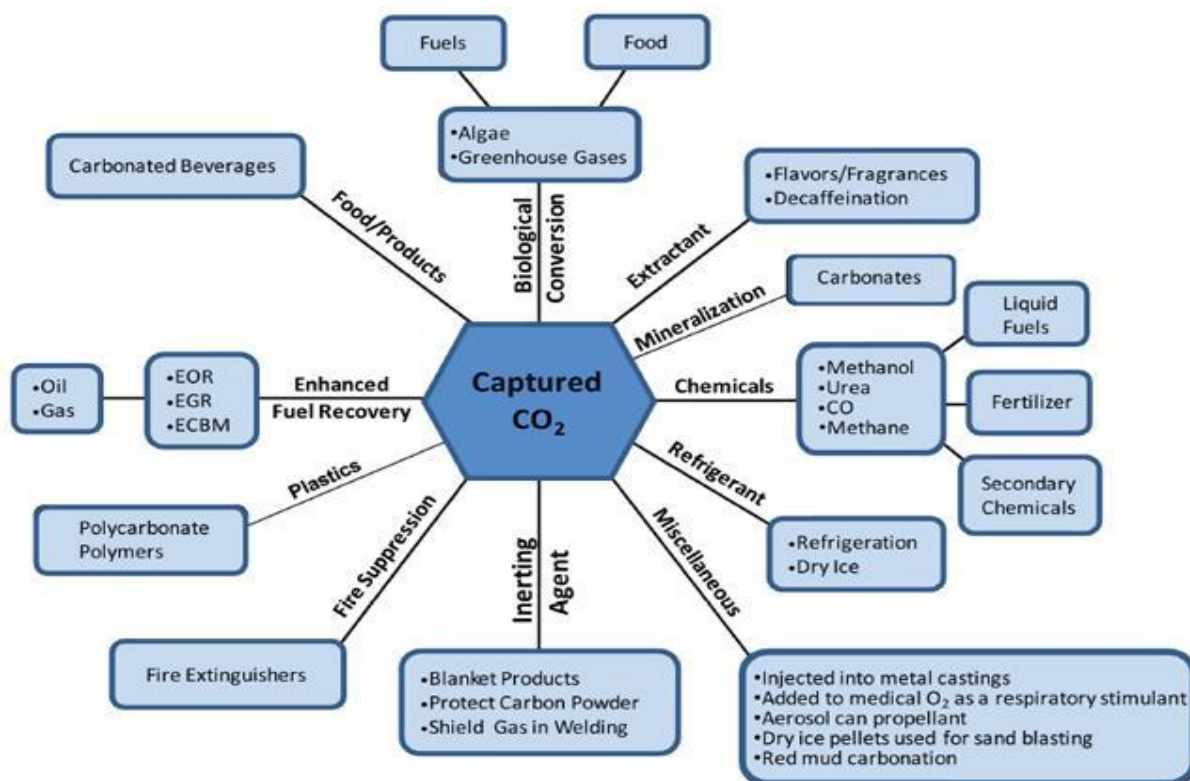 Fuels
Food
•Algae
•Greenhouse Gases
Carbonated Beverages
•Flavors/Fragrances
•Decaffeination
Food/Products
Biological
Conversion
Extractant
Mineralization
Carbonates
Liquid
Fuels
•Oil
•Gas
•EOR
•EGR
•ECBM
Enhanced
Fuel Recovery
Captured
CO₂
Chemicals
•Methanol
•Urea
•CO
•Methane
Fertilizer
Secondary
Chemicals
Plastics
Polycarbonate
Polymers
Refrigerant
•Refrigeration
•Dry Ice
Fire Suppression
Fire Extinguishers
Inerting
Agent
•Blanket Products
•Protect Carbon Powder
•Shield Gas in Welding
Miscellaneous
•Injected into metal castings
•Added to medical O₂ as a respiratory stimulant
•Aerosol can propellant
•Dry ice pellets used for sand blasting
•Red mud carbonation